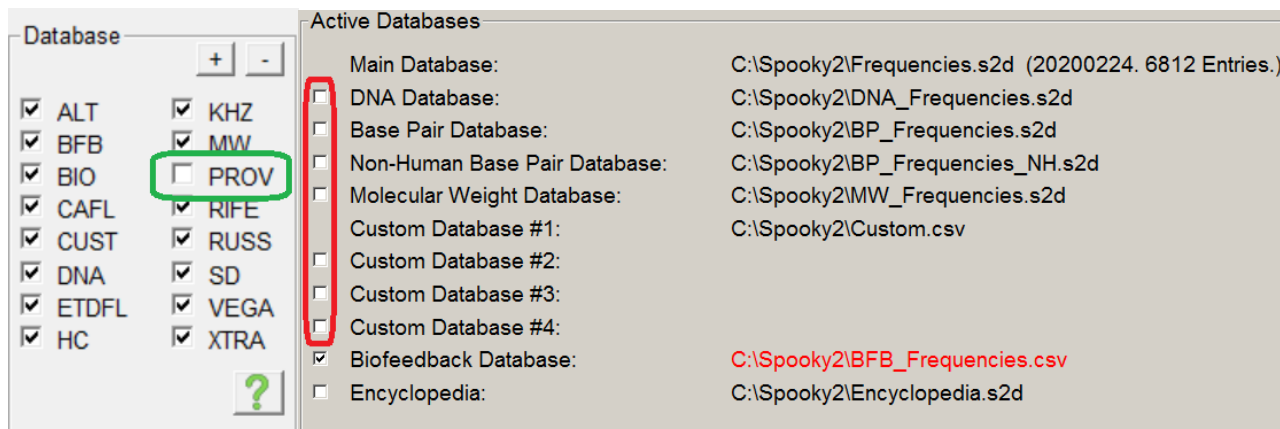 Database
+ -
ALT KHZ
BFB MW
BIO PROV
CAFL RIFE
CUST RUSS
DNA SD
ETDFL VEGA
HC XTRA
?
Active Databases
Main Database: C:\Spooky2\Frequencies.s2d (20200224. 6812 Entries.)
DNA Database: C:\Spooky2\DNA_Frequencies.s2d
Base Pair Database: C:\Spooky2\BP_Frequencies.s2d
Non-Human Base Pair Database: C:\Spooky2\BP_Frequencies_NH.s2d
Molecular Weight Database: C:\Spooky2\MW_Frequencies.s2d
Custom Database #1: C:\Spooky2\Custom.csv
Custom Database #2:
Custom Database #3:
Custom Database #4:
Biofeedback Database: C:\Spooky2\BFB_Frequencies.csv
Encyclopedia: C:\Spooky2\Encyclopedia.s2d